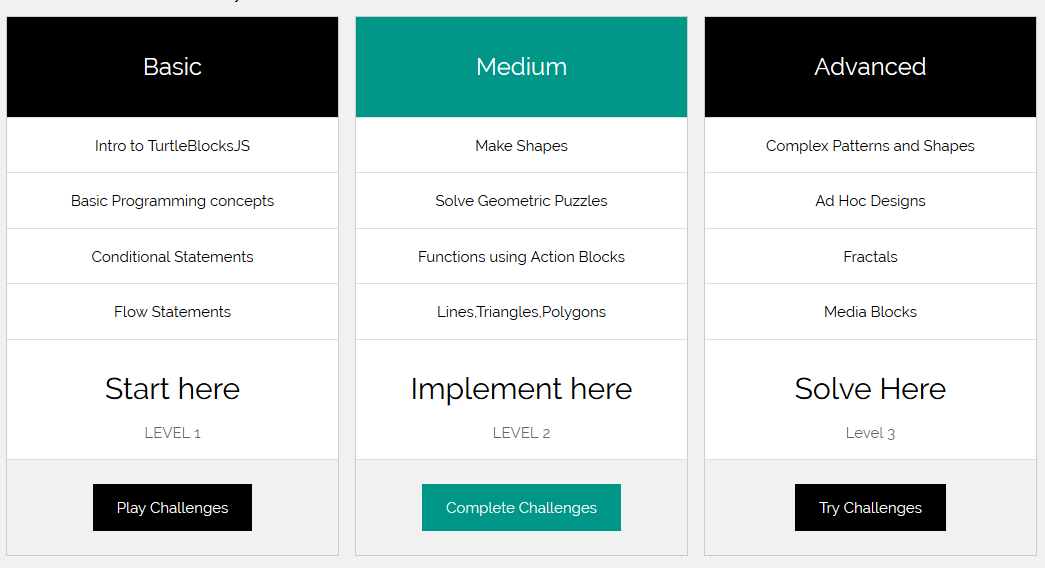 Basic
Intro to TurtleBlocksJS
Basic Programming concepts
Conditional Statements
Flow Statements
Start here
LEVEL 1
Play Challenges
Medium
Make Shapes
Solve Geometric Puzzles
Functions using Action Blocks
Lines,Triangles,Polygons
Implement here
LEVEL 2
Complete Challenges
Advanced
Complex Patterns and Shapes
Ad Hoc Designs
Fractals
Media Blocks
Solve Here
Level 3
Try Challenges